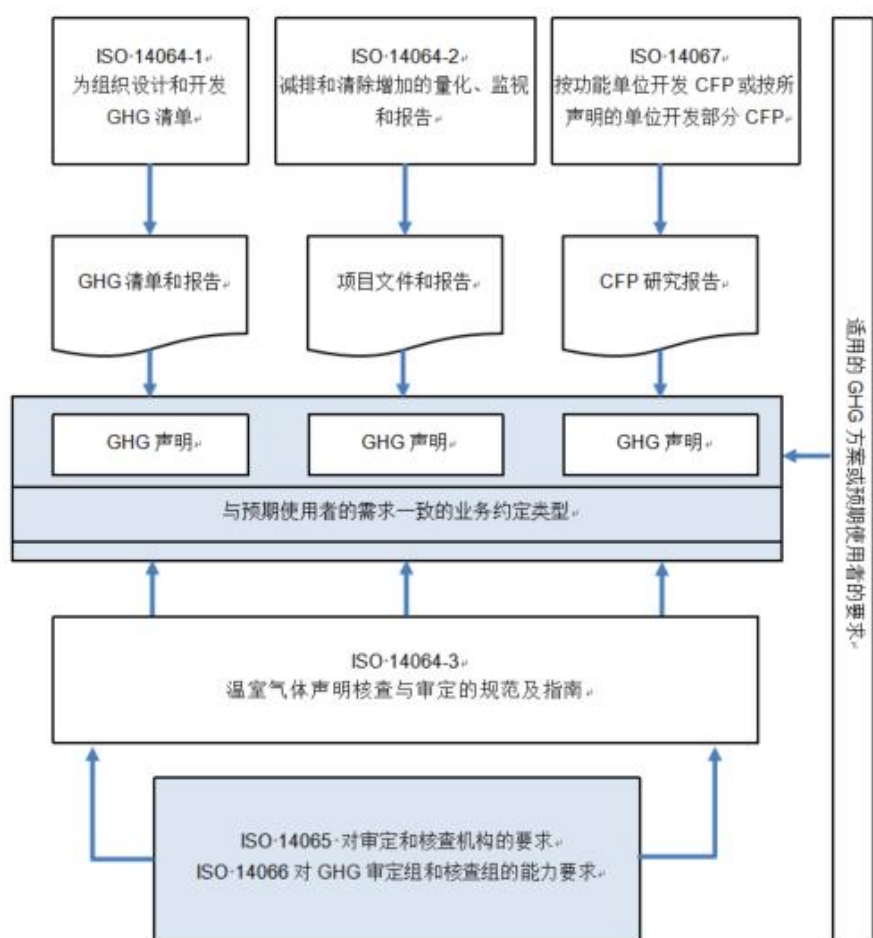 ISO·14064-1
为组织设计和开发
GHG 清单
ISO·14064-2
减排和清除增加的量化、监视
和报告
ISO·14067
按功能单位开发 CFP 或按所
声明的单位开发部分 CFP
GHG 清单和报告
项目文件和报告
CFP 研究报告
GHG 声明
GHG 声明
GHG 声明
与预期使用者的需求一致的业务约定类型
ISO·14064-3
温室气体声明核查与审定的规范及指南
ISO·14065·对审定和核查机构的要求
ISO·14066 对 GHG 审定组和核查组的能力要求
适用的 GHG 方案或预期使用者的要求